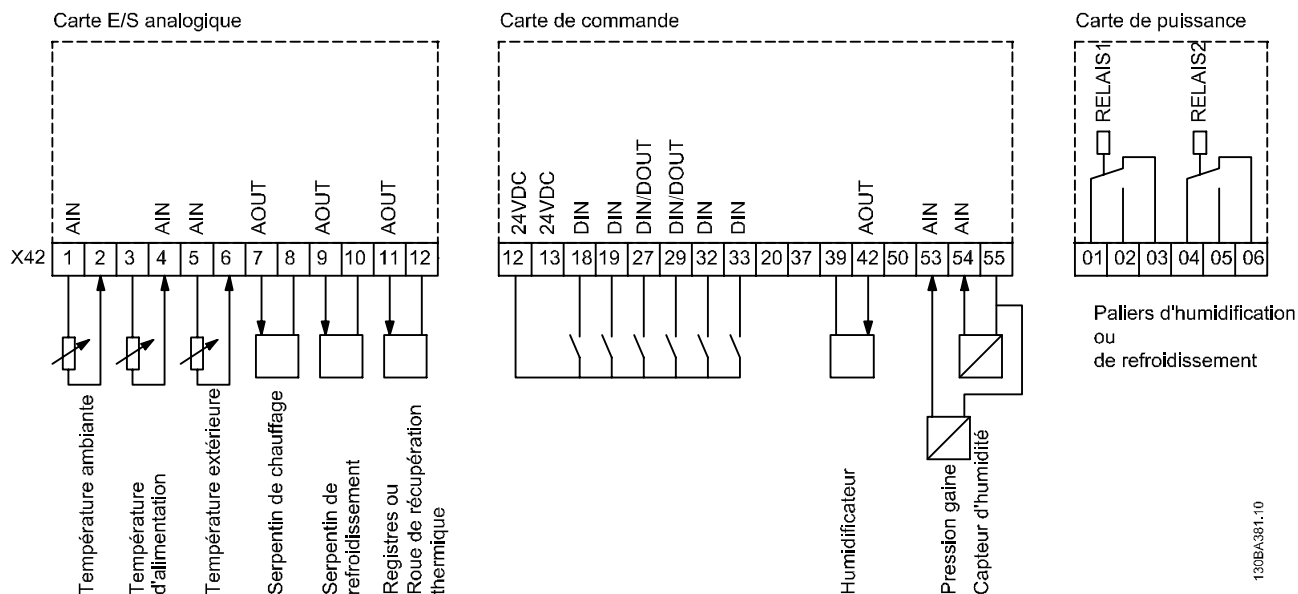 Carte E/S analogique
Carte de commande
Carte de puissance
RELAIS1
RELAIS2
AIN
AIN
AIN
AOUT
AOUT
AOUT
24VDC
24VDC
DIN
DIN
DIN/DOUT
DIN/DOUT
DIN
DIN
AOUT
AIN
AIN
X42 1 2 3 4 5 6 7 8 9 10 11 12
12 13 18 19 27 29 32 33 20 37 39 42 50 53 54 55
01 02 03 04 05 06
Paliers d'humidification
ou
de refroidissement
Température ambiante
Température
d'alimentation
Température extérieure
Serpentin de chauffage
Serpentin de
refroidissement
Registres ou
Roue de récupération
thermique
Humidificateur
Pression gaine
Capteur d'humidité
130BA381.10